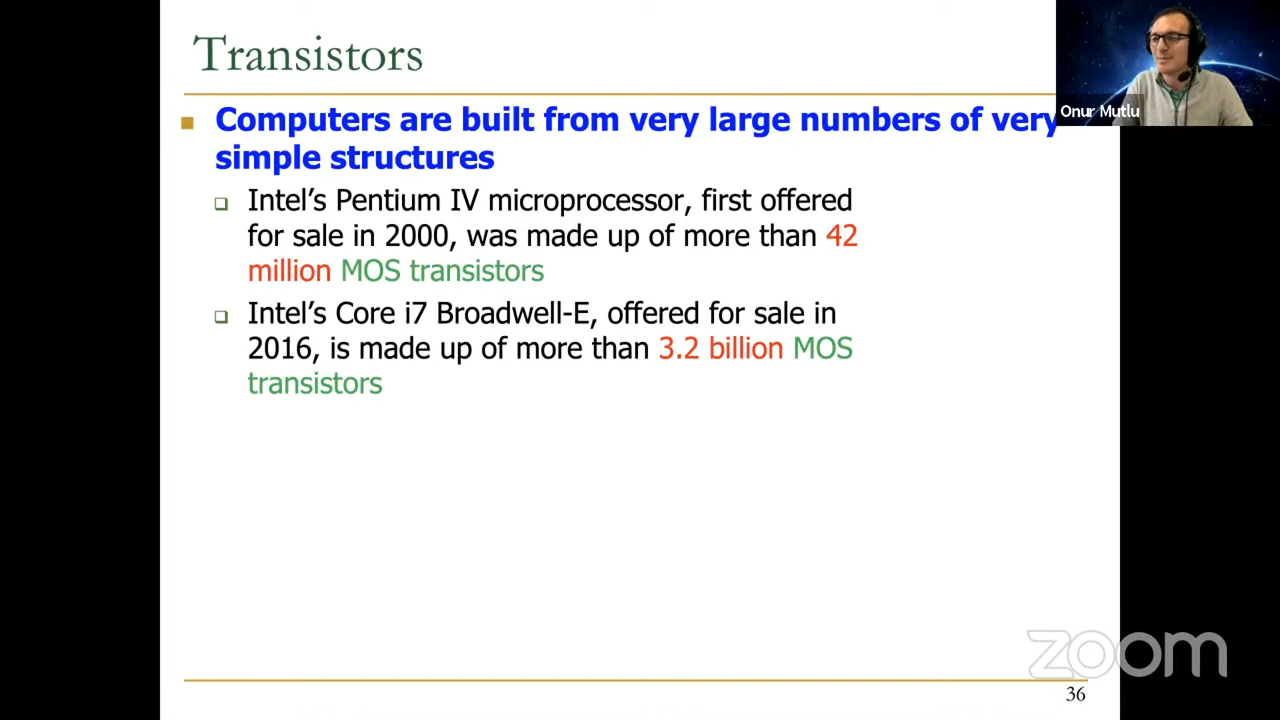 Transistors
Onur Mutlu
Computers are built from very large numbers of very
simple structures
Intel’s Pentium IV microprocessor, first offered
for sale in 2000, was made up of more than 42
million MOS transistors
Intel’s Core i7 Broadwell-E, offered for sale in
2016, is made up of more than 3.2 billion MOS
transistors
zoom
36